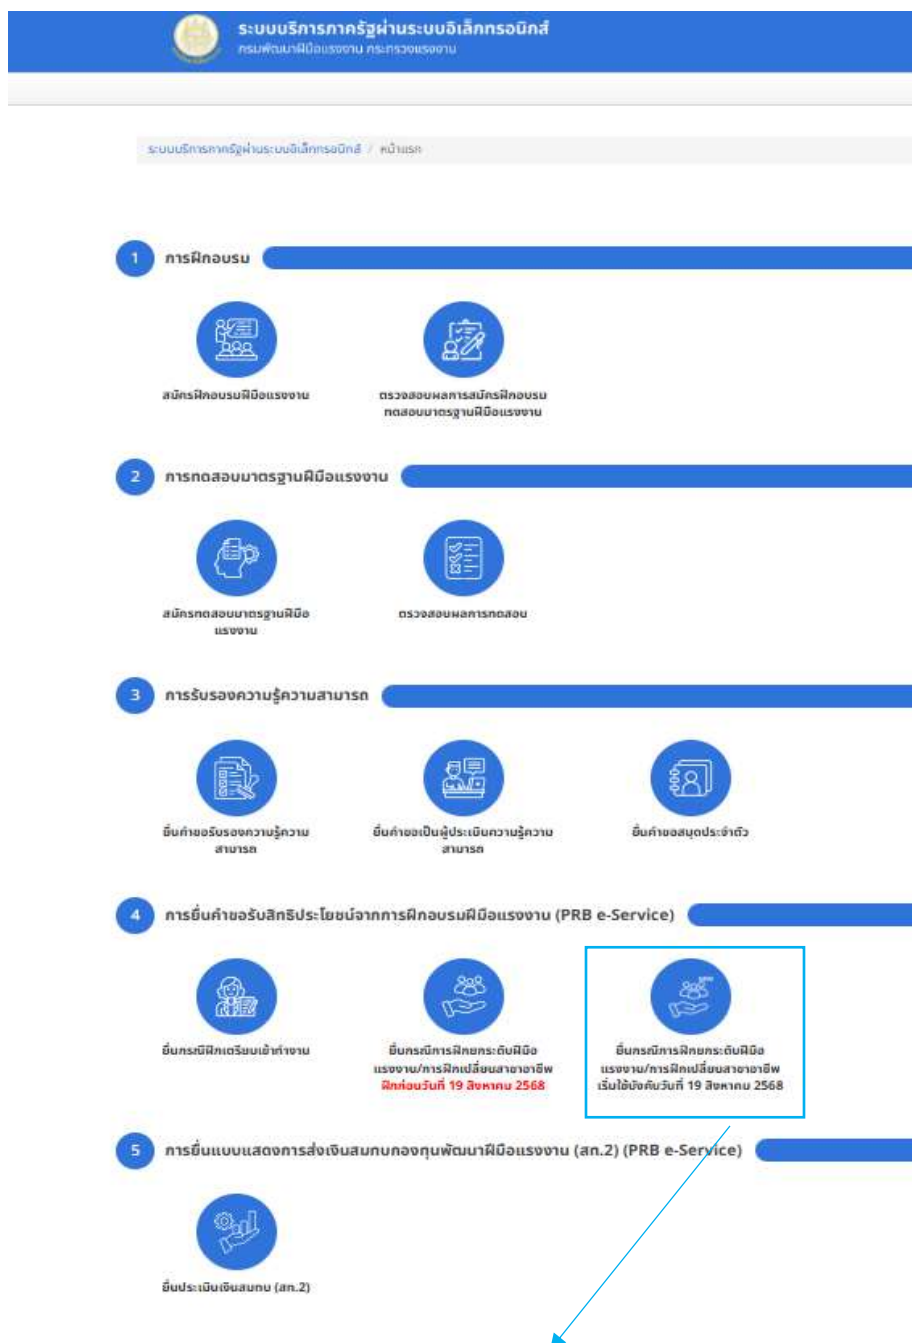 ระบบบริการภาครัฐผ่านระบบอิเล็กทรอนิกส์
กรมพัฒนาฝีมือแรงงาน กระทรวงแรงงาน
ระบบบริการภาครัฐผ่านระบบอิเล็กทรอนิกส์ / หน้าแรก
1 การฝึกอบรม
สมัครฝึกอบรมฝีมือแรงงาน
ตรวจสอบผลการสมัครฝึกอบรม
ทดสอบมาตรฐานฝีมือแรงงาน
2 การทดสอบมาตรฐานฝีมือแรงงาน
สมัครทดสอบมาตรฐานฝีมือ
แรงงาน
ตรวจสอบผลการทดสอบ
3 การรับรองความรู้ความสามารถ
ยื่นคำขอรับรองความรู้ความ
สามารถ
ยื่นคำขอเป็นผู้ประเมินความรู้ความ
สามารถ
ยื่นคำขอสมุดประจำตัว
4 การยื่นคำขอรับสิทธิประโยชน์จากการฝึกอบรมฝีมือแรงงาน (PRB e-Service)
ยื่นกรณีฝึกเตรียมเข้าทำงาน
ยื่นกรณีการฝึกยกระดับฝีมือ
แรงงาน/การฝึกเปลี่ยนสาขาอาชีพ
ฝึกก่อนวันที่ 19 สิงหาคม 2568
ยื่นกรณีการฝึกยกระดับฝีมือ
แรงงาน/การฝึกเปลี่ยนสาขาอาชีพ
เริ่มใช้บังคับวันที่ 19 สิงหาคม 2568
5 การยื่นแบบแสดงการส่งเงินสมทบกองทุนพัฒนาฝีมือแรงงาน (สท.2) (PRB e-Service)
ยื่นประเมินเงินสมทบ (สท.2)